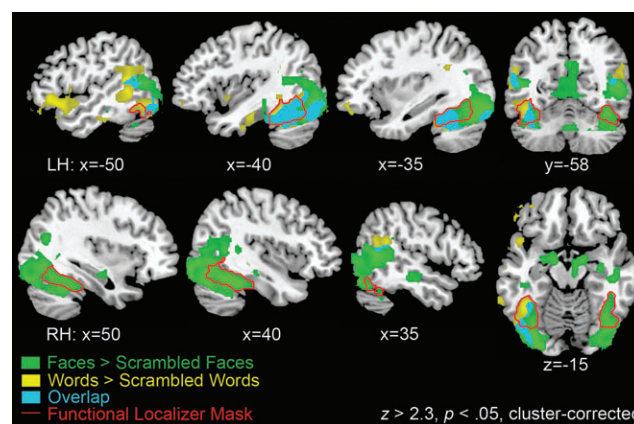 LH: x=-50
x=-40
x=-35
y=-58
RH: x=50
x=40
x=35
z=-15
Faces > Scrambled Faces
Words > Scrambled Words
Overlap
Functional Localizer Mask
z > 2.3, p < .05, cluster-corrected